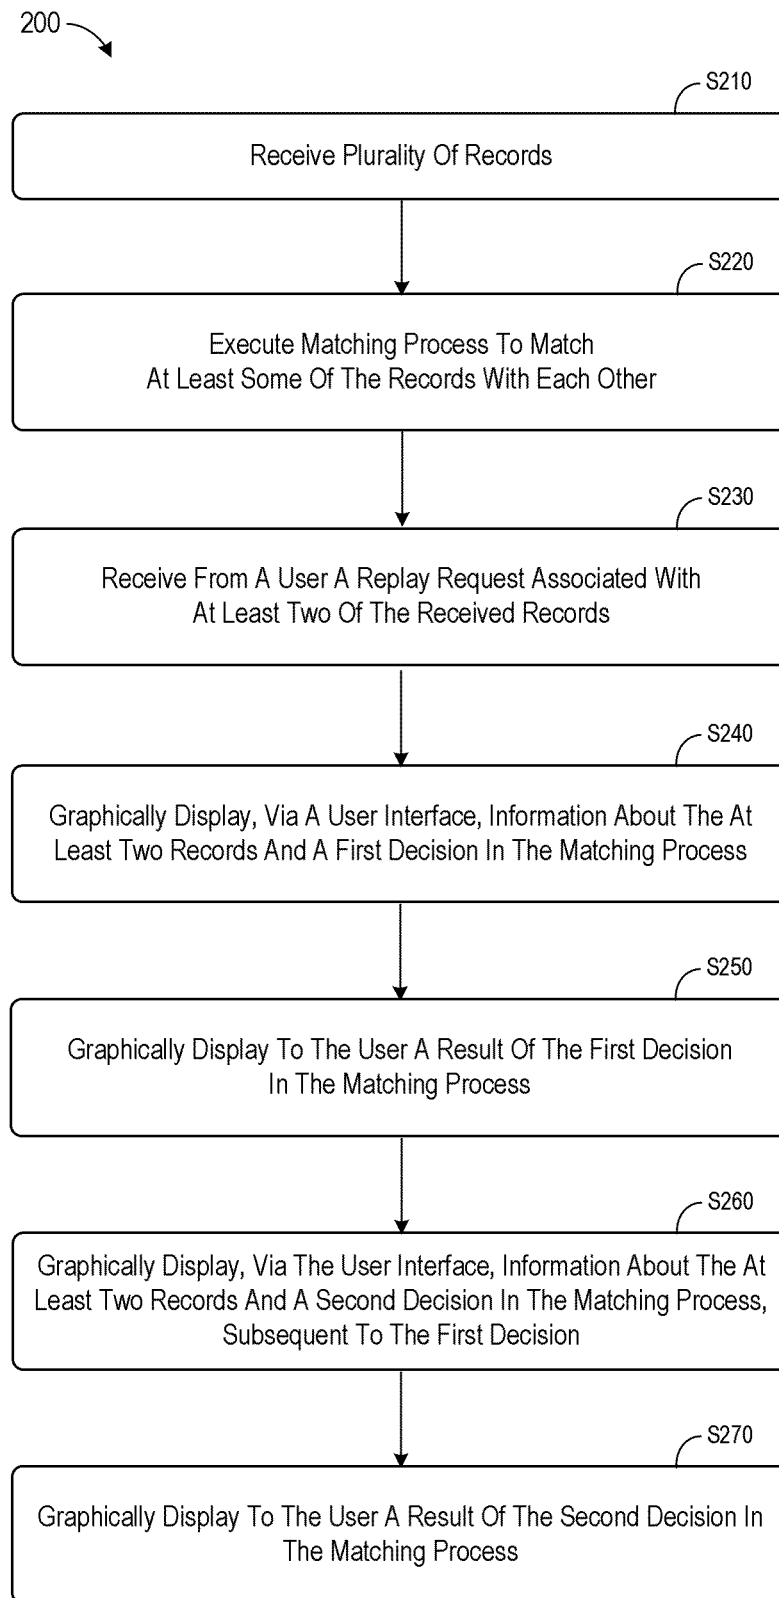 200
S210
Receive Plurality Of Records
S220
Execute Matching Process To Match
At Least Some Of The Records With Each Other
S230
Receive From A User A Replay Request Associated With
At Least Two Of The Received Records
S240
Graphically Display, Via A User Interface, Information About The At
Least Two Records And A First Decision In The Matching Process
S250
Graphically Display To The User A Result Of The First Decision
In The Matching Process
S260
Graphically Display, Via The User Interface, Information About The At
Least Two Records And A Second Decision In The Matching Process,
Subsequent To The First Decision
S270
Graphically Display To The User A Result Of The Second Decision In
The Matching Process